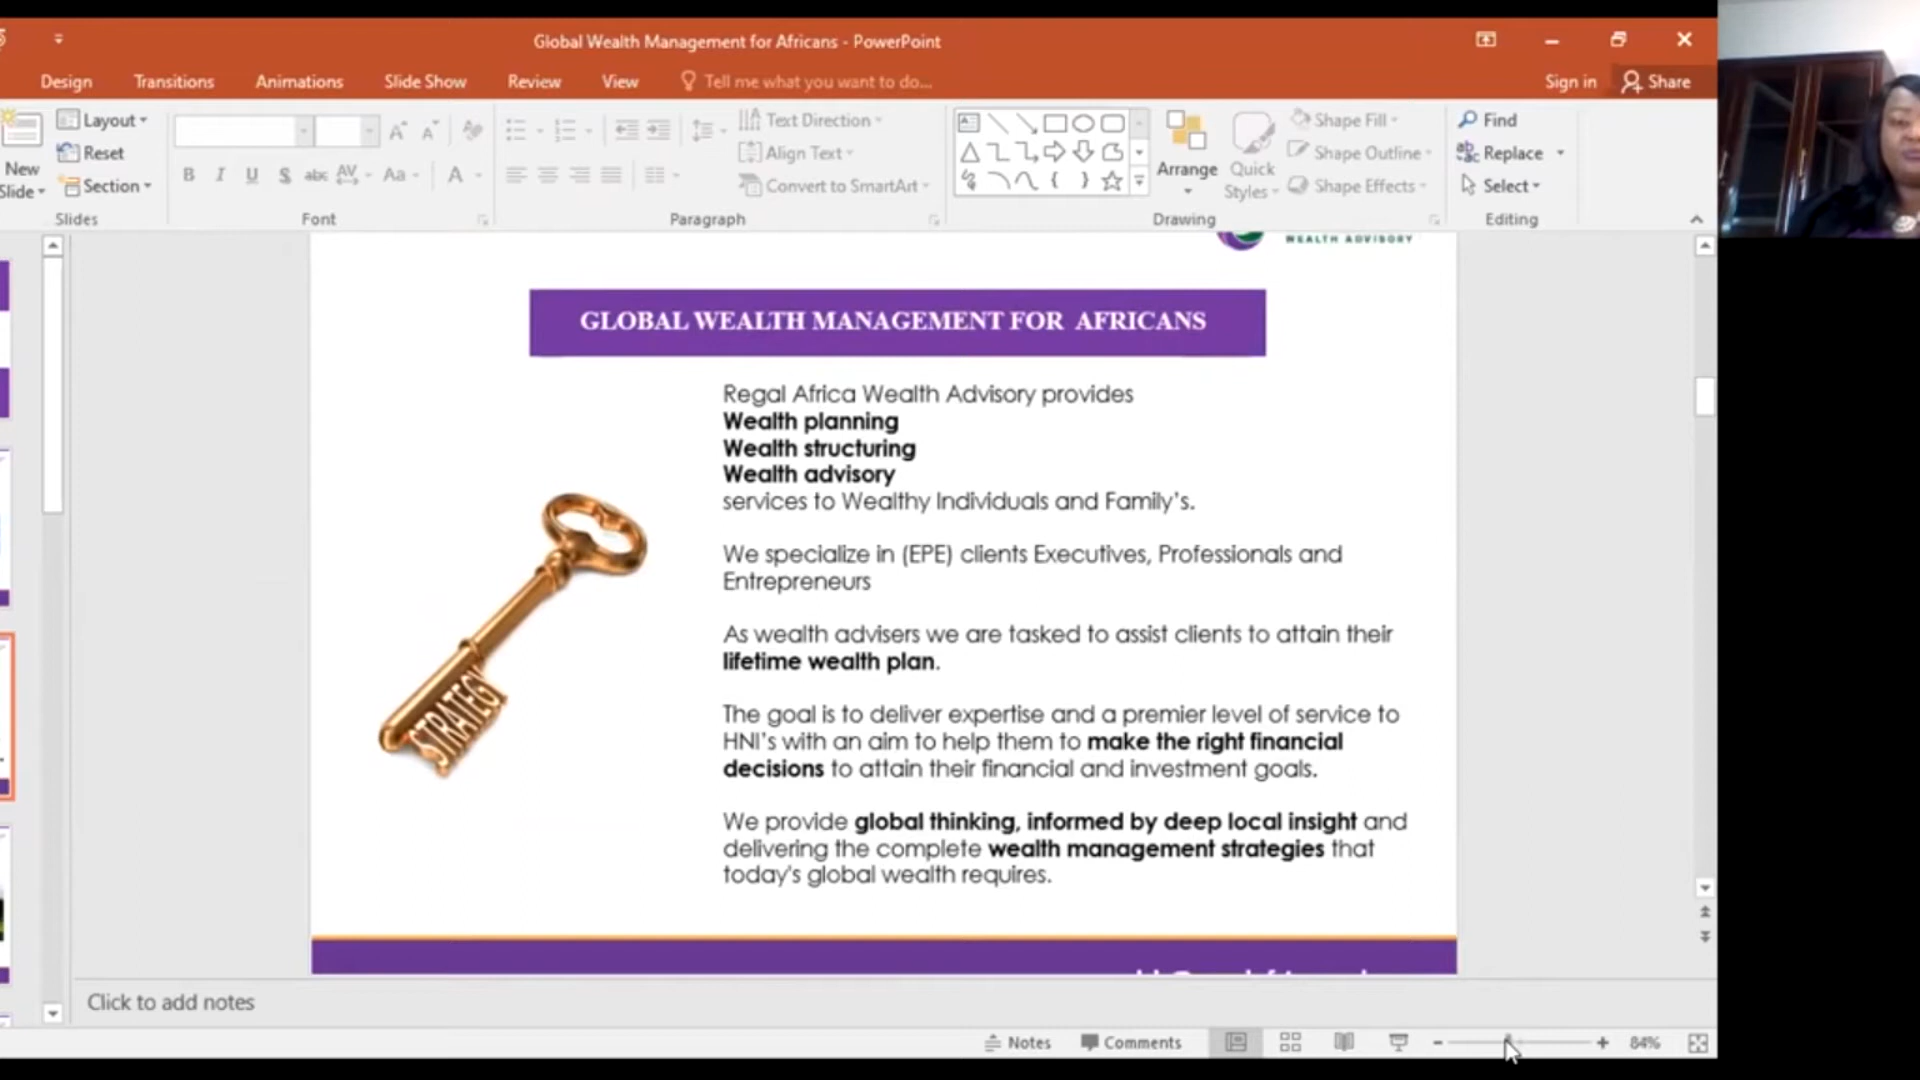 Global Wealth Management for Africans - PowerPoint
Design Transitions Animations Slide Show Review View Tell me what you want to do... Sign in Share
New
Slide
Layout
Reset
Section
Slides
B I U S abc AV Aa A
Font
Text Direction
Align Text
Convert to SmartArt
Paragraph
Arrange
Quick
Styles
Shape Fill
Shape Outline
Shape Effects
Drawing
Find
Replace
Select
Editing
WEALTH ADVISORY
GLOBAL WEALTH MANAGEMENT FOR AFRICANS
Regal Africa Wealth Advisory provides
Wealth planning
Wealth structuring
Wealth advisory
services to Wealthy Individuals and Family's.
We specialize in (EPE) clients Executives, Professionals and
Entrepreneurs
As wealth advisers we are tasked to assist clients to attain their
lifetime wealth plan.
The goal is to deliver expertise and a premier level of service to
HNI's with an aim to help them to make the right financial
decisions to attain their financial and investment goals.
We provide global thinking, informed by deep local insight and
delivering the complete wealth management strategies that
today's global wealth requires.
STRATEGY
Click to add notes
Notes Comments 84%